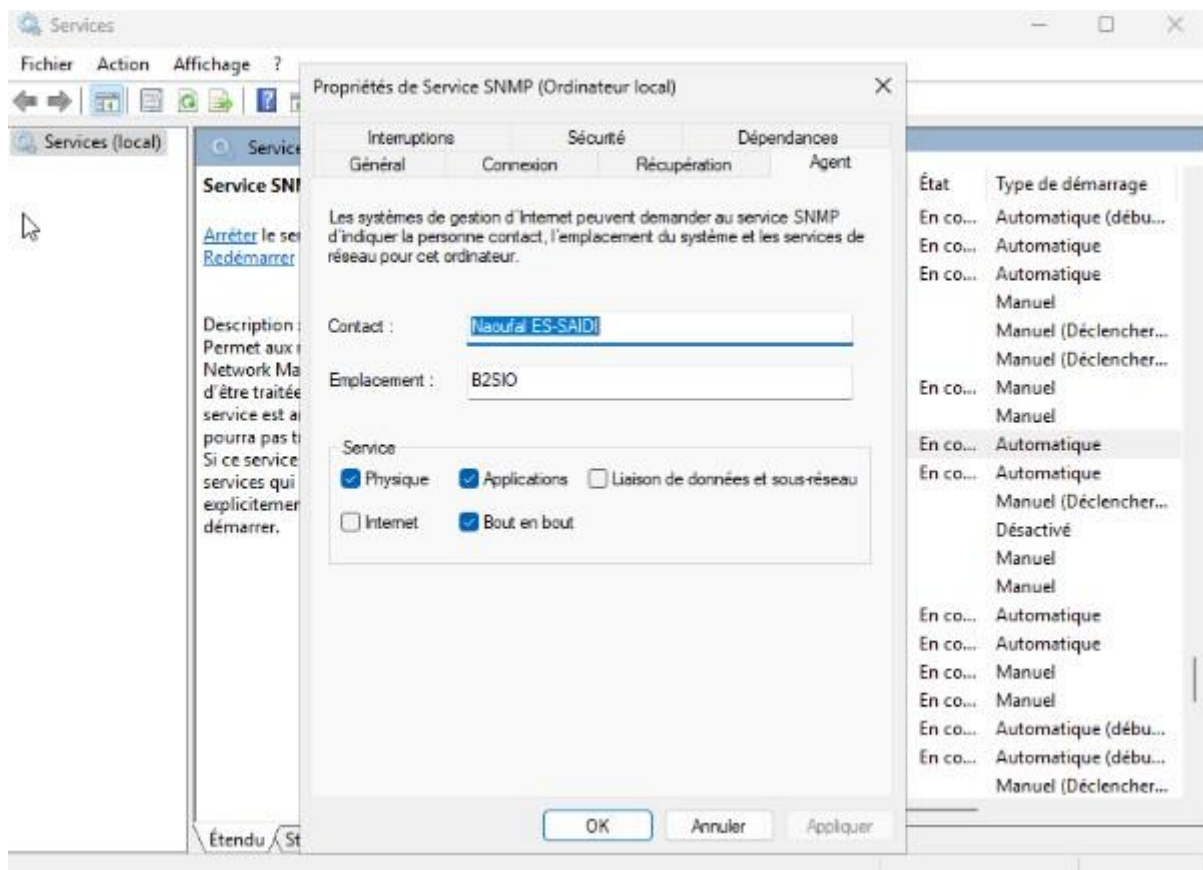 Services
Fichier Action Affichage ?
Propriétés de Service SNMP (Ordinateur local)
Services (local)
Interruptions Sécurité Dépendances
Général Connexion Récupération Agent
Service SNMP
Arrêter le
Redémarrer
Description :
Permet aux
Network
d'être
service est
pourra pas
Si ce service
services qui
démarrer.
Les systèmes de gestion d'Internet peuvent demander au service SNMP
d'indiquer la personne contact, l'emplacement du système et les services de
réseau pour cet ordinateur.
Contact : Naoufal ES-SAIDI
Emplacement : B2SIO
Service
Physique Applications Liaison de données et sous-réseau
Internet Bout en bout
OK Annuler Appliquer
État Type de démarrage
En co... Automatique (débu...
En co... Automatique
En co... Automatique
Manuel
Manuel (Déclencher...
Manuel (Déclencher...
En co... Manuel
Manuel
En co... Automatique
En co... Automatique
Manuel (Déclencher...
Désactivé
Manuel
Manuel
En co... Automatique
En co... Automatique
En co... Manuel
En co... Manuel
En co... Automatique (débu...
En co... Automatique (débu...
Manuel (Déclencher...
Étendu